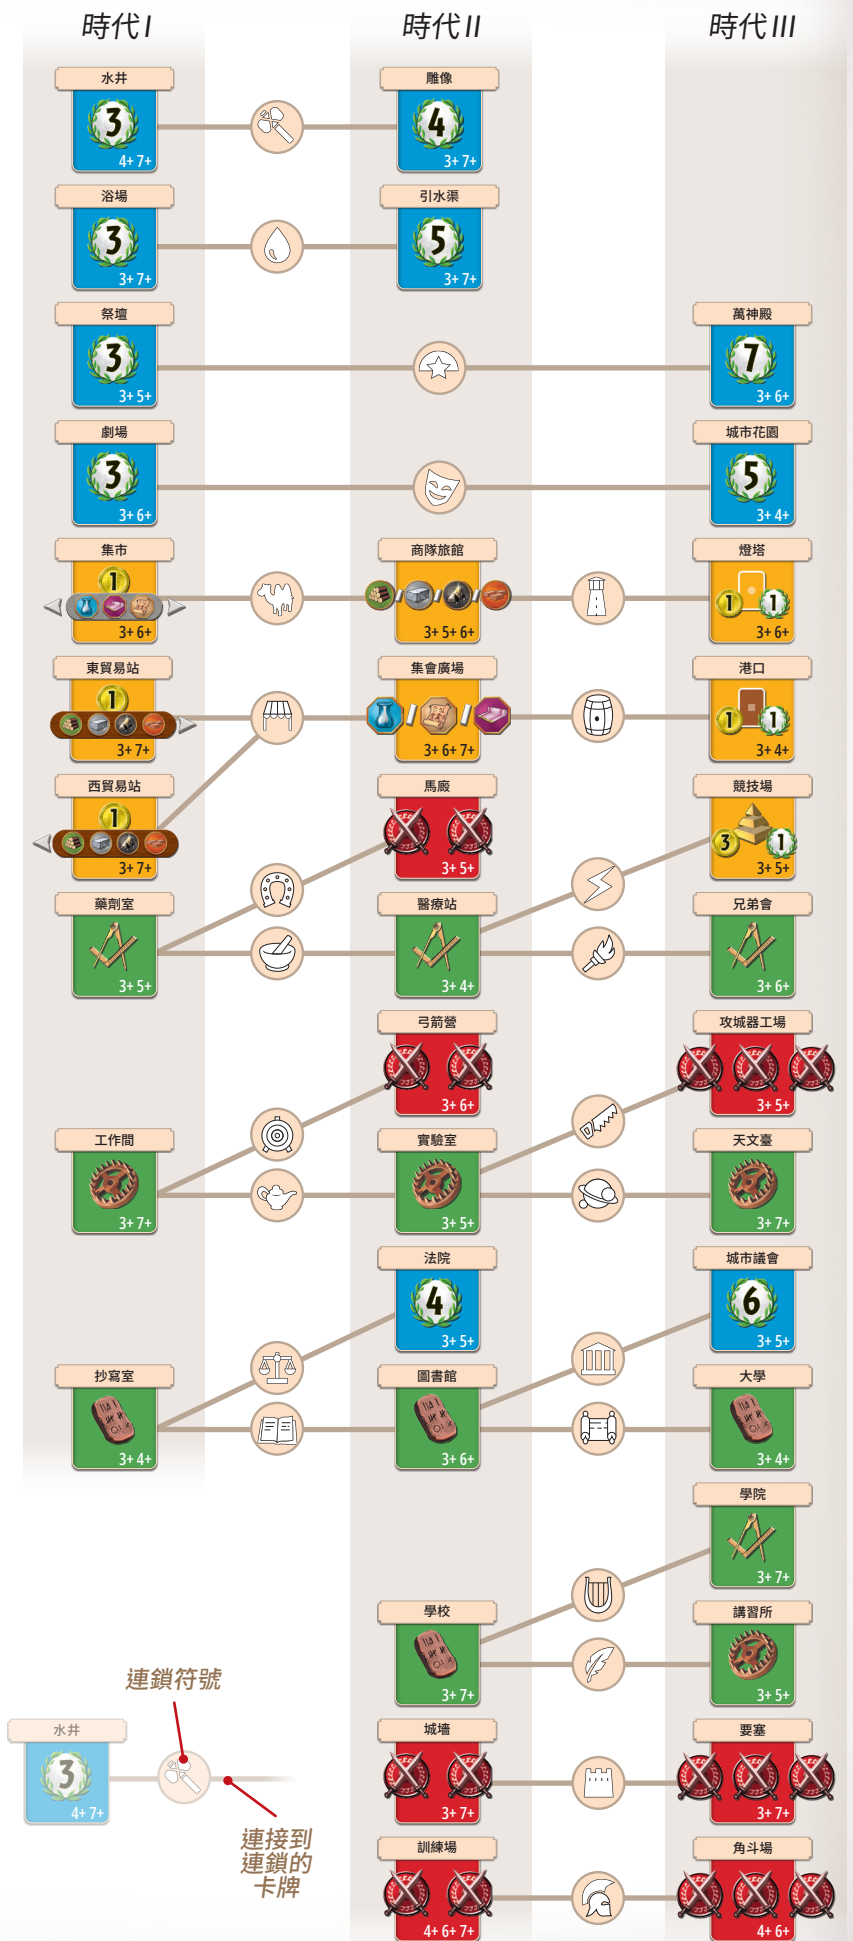 時代 I 時代 II 時代 III
水井 雕像
3 4
4+ 7+ 3+ 7+
浴場 引水渠
3 5
3+ 7+ 3+ 7+
祭壇 萬神殿
3 7
3+ 5+ 3+ 6+
劇場 城市花園
3 5
3+ 6+ 3+ 4+
集市 商隊旅館 燈塔
1 / / / 1 1
3+ 6+ 3+ 5+ 6+ 3+ 6+
東貿易站 集會廣場 港口
1 / / 1 1
3+ 7+ 3+ 6+ 7+ 3+ 4+
西貿易站 馬廄 競技場
1 3 1
3+ 7+ 3+ 5+ 3+ 5+
藥劑室 醫療站 兄弟會
3+ 5+ 3+ 4+ 3+ 6+
弓箭營 攻城器工場
3+ 6+ 3+ 5+
工作間 實驗室 天文臺
3+ 7+ 3+ 5+ 3+ 7+
法院 城市議會
4 6
3+ 5+ 3+ 5+
抄寫室 圖書館 大學
3+ 4+ 3+ 6+ 3+ 4+
學院
3+ 7+
學校 講習所
3+ 7+ 3+ 5+
連鎖符號
水井 城墻 要塞
3
4+ 7+ 3+ 7+ 3+ 7+
連接到
連鎖的
卡牌
訓練場 角斗場
4+ 6+ 7+ 4+ 6+